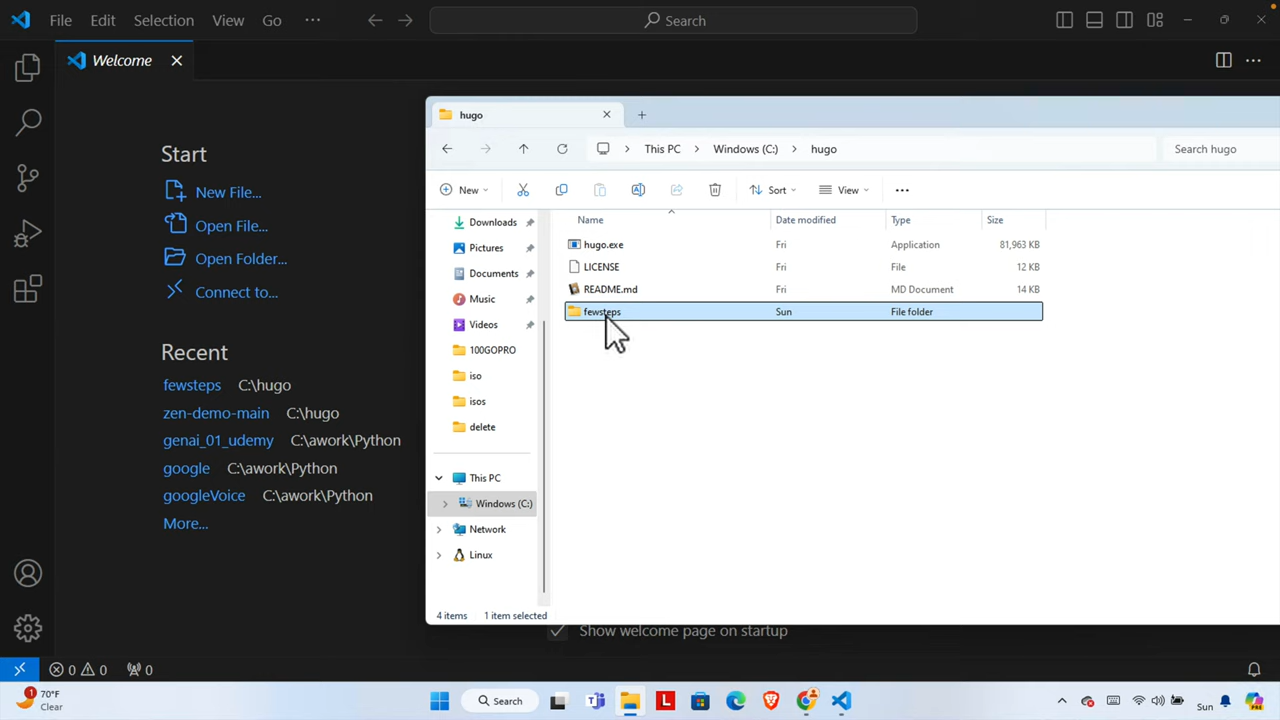 File Edit Selection View Go ··· Search
Welcome
Start
New File...
Open File...
Open Folder...
Connect to...
Recent
fewsteps C:\hugo
zen-demo-main C:\hugo
genai_01_udemy C:\awork\Python
google C:\awork\Python
googleVoice C:\awork\Python
More...
hugo
This PC Windows (C:) hugo Search hugo
New Sort View
Name Date modified Type Size
hugo.exe Fri Application 81,963 KB
LICENSE Fri File 12 KB
README.md Fri MD Document 14 KB
fewsteps Sun File folder
Downloads
Pictures
Documents
Music
Videos
100GOPRO
iso
isos
delete
This PC
Windows (C:)
Network
Linux
4 items 1 item selected
Show welcome page on startup
0 0 0
1 70°F
Clear
Search
L
Sun
PRE